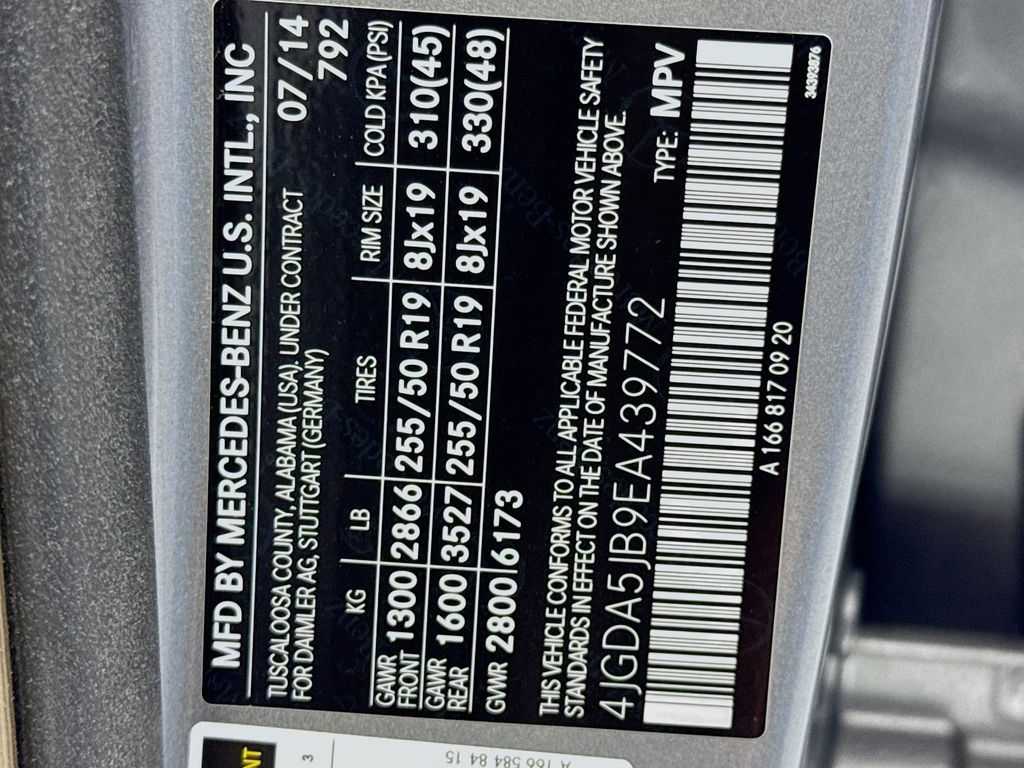 MFD BY MERCEDES-BENZ U.S. INTL., INC
TUSCALOOSA COUNTY, ALABAMA (USA). UNDER CONTRACT 07/14
FOR DAIMLER AG, STUTTGART (GERMANY) 792
KG LB TIRES RIM SIZE COLD KPA (PSI)
GAWR FRONT 1300 2866 255/50 R19 8Jx19 310(45)
GAWR REAR 1600 3527 255/50 R19 8Jx19 330(48)
GWWR 2800 6173
THIS VEHICLE CONFORMS TO ALL APPLICABLE FEDERAL MOTOR VEHICLE SAFETY
STANDARDS IN EFFECT ON THE DATE OF MANUFACTURE SHOWN ABOVE.
4JGDA5JB9EA439772 TYPE: MPV
A 166 817 09 20
34393876
NT
3
A 166 584 84 15